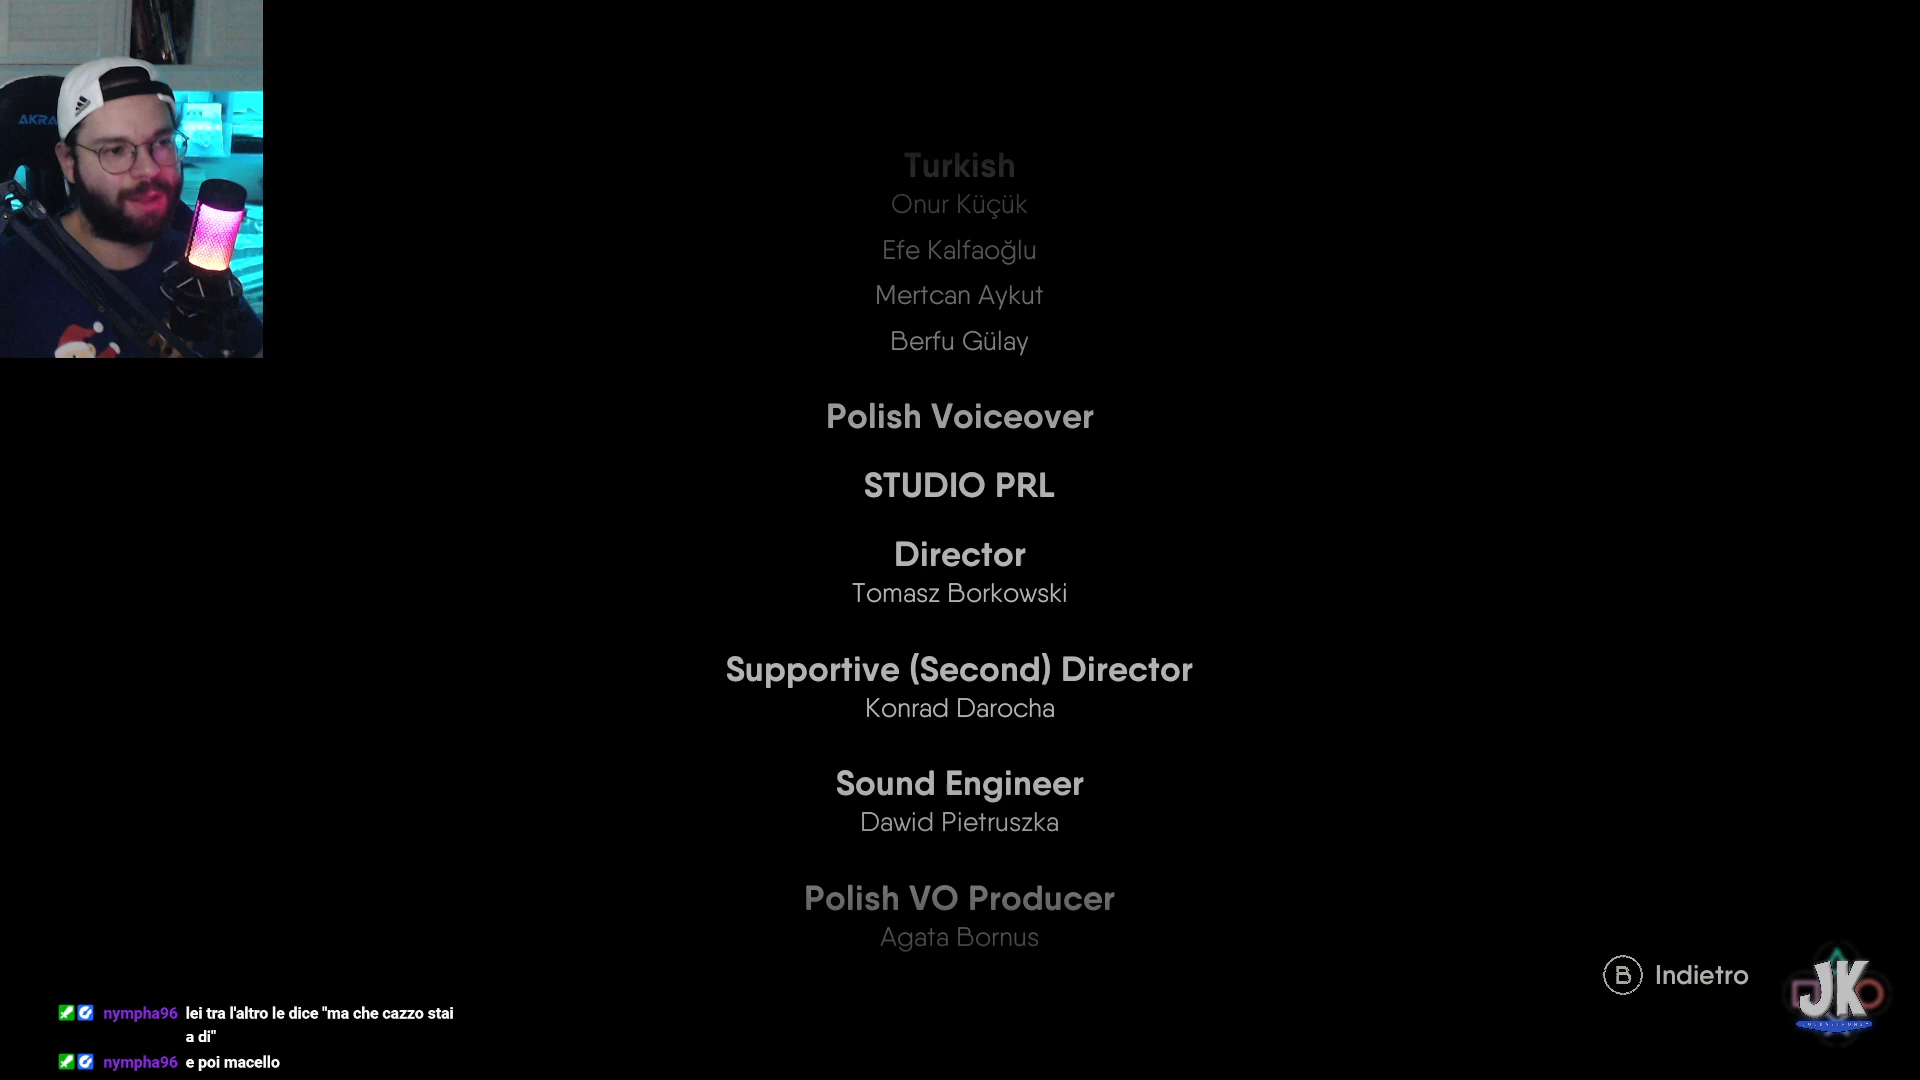 AKRA
Turkish
Onur Küçük
Efe Kalfaoğlu
Mertcan Aykut
Berfu Gülay
Polish Voiceover
STUDIO PRL
Director
Tomasz Borkowski
Supportive (Second) Director
Konrad Darocha
Sound Engineer
Dawid Pietruszka
Polish VO Producer
Agata Bornus
B Indietro
JK
nympha96 lei tra l'altro le dice "ma che cazzo stai
a di"
nympha96 e poi macello